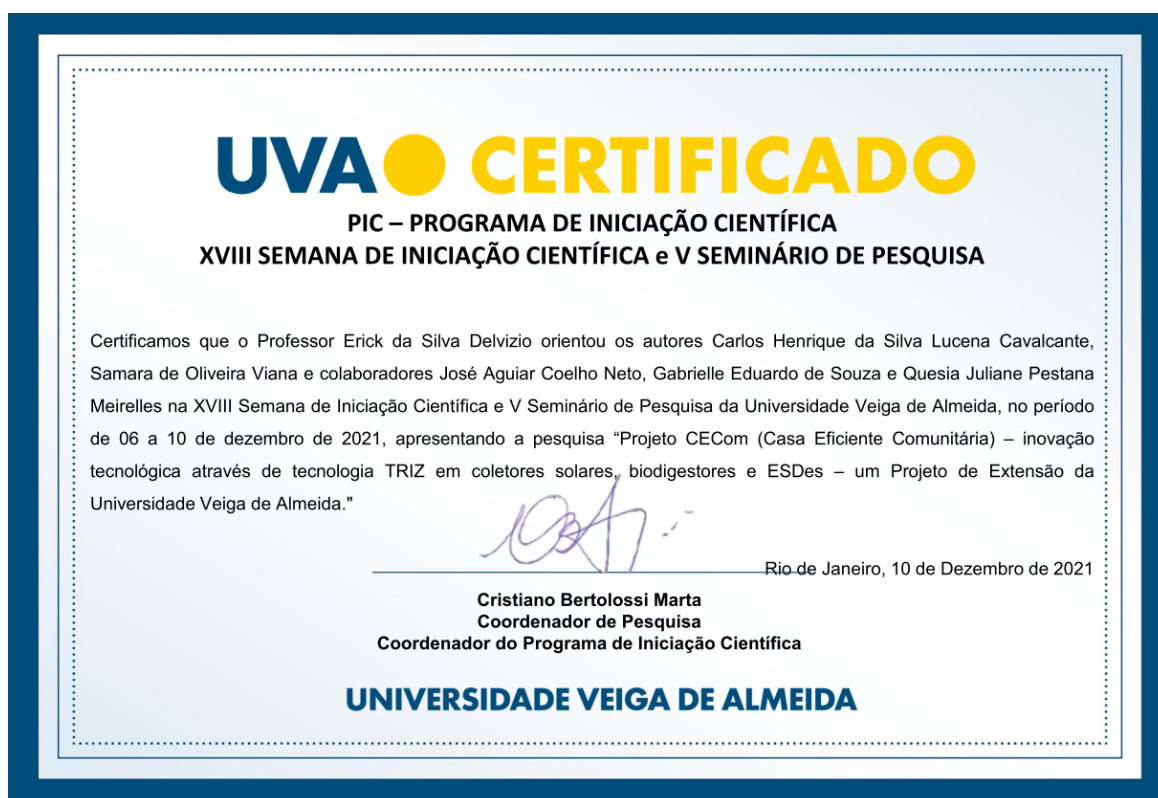 UVA CERTIFICADO
PIC – PROGRAMA DE INICIAÇÃO CIENTÍFICA
XVIII SEMANA DE INICIAÇÃO CIENTÍFICA e V SEMINÁRIO DE PESQUISA
Certificamos que o Professor Erick da Silva Delvizio orientou os autores Carlos Henrique da Silva Lucena Cavalcante,
Samara de Oliveira Viana e colaboradores José Aguiar Coelho Neto, Gabrielle Eduardo de Souza e Quesia Juliane Pestana
Meirelles na XVIII Semana de Iniciação Científica e V Seminário de Pesquisa da Universidade Veiga de Almeida, no período
de 06 a 10 de dezembro de 2021, apresentando a pesquisa “Projeto CECom (Casa Eficiente Comunitária) – inovação
tecnológica através de tecnologia TRIZ em coletores solares, biodigestores e ESDes – um Projeto de Extensão da
Universidade Veiga de Almeida."
Rio de Janeiro, 10 de Dezembro de 2021
Cristiano Bertolossi Marta
Coordenador de Pesquisa
Coordenador do Programa de Iniciação Científica
UNIVERSIDADE VEIGA DE ALMEIDA